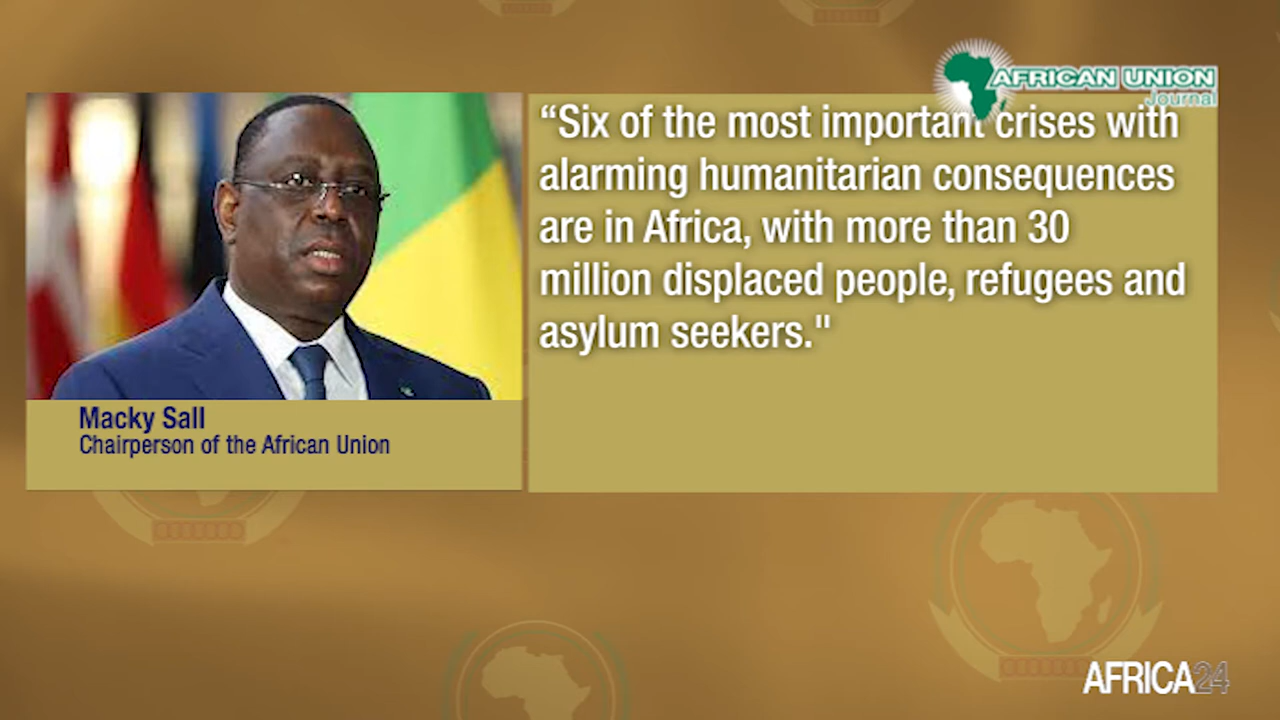 AFRICAN UNION
Journal
“Six of the most important crises with
alarming humanitarian consequences
are in Africa, with more than 30
million displaced people, refugees and
asylum seekers."
Macky Sall
Chairperson of the African Union
AFRICA24